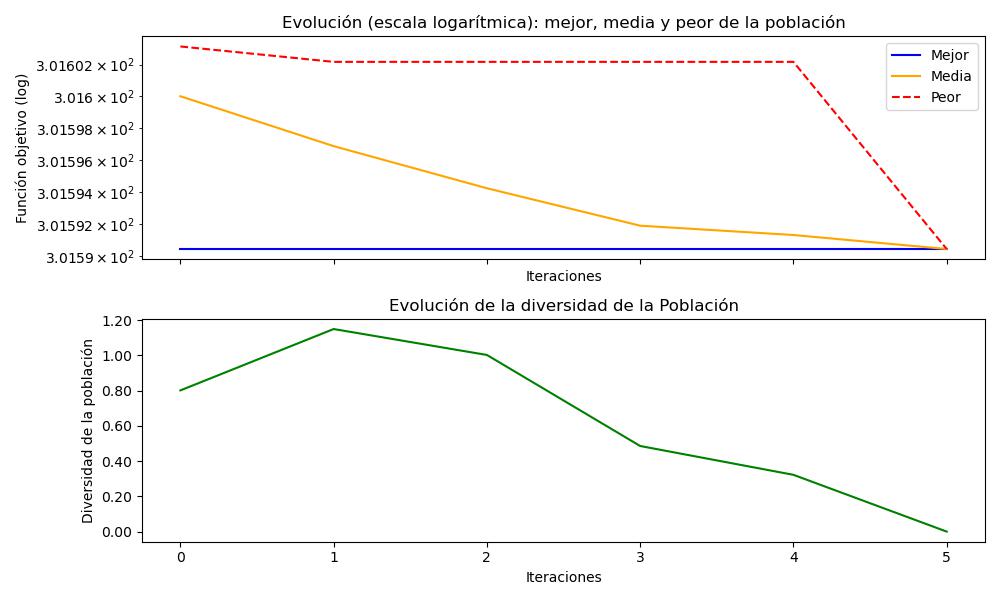 Evolución (escala logarítmica): mejor, media y peor de la población
Función objetivo (log)
3.01602 × 10²
3.016 × 10²
3.01598 × 10²
3.01596 × 10²
3.01594 × 10²
3.01592 × 10²
3.0159 × 10²
Mejor
Media
Peor
Iteraciones
Evolución de la diversidad de la Población
Diversidad de la población
1.20
1.00
0.80
0.60
0.40
0.20
0.00
0 1 2 3 4 5
Iteraciones